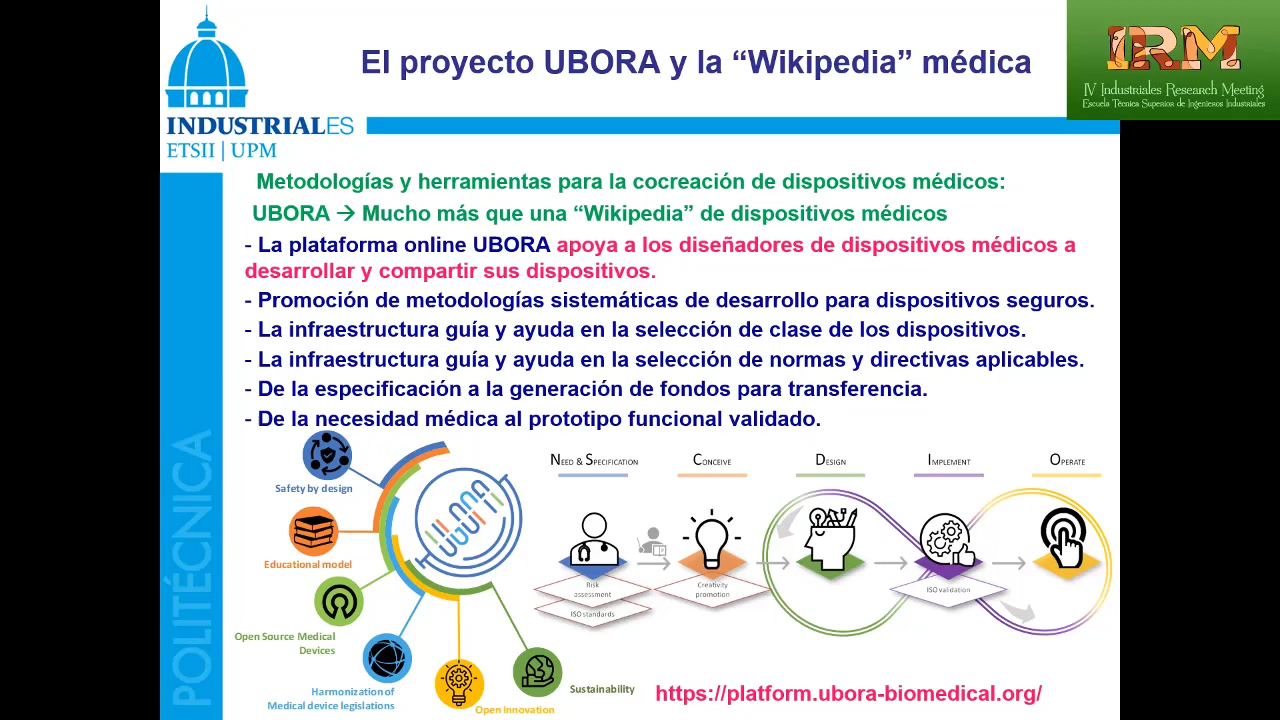 El proyecto UBORA y la “Wikipedia” médica
IRM
IV Industriales Research Meeting
Escuela Técnica Superior de Ingenieros Industriales
INDUSTRIALES
ETSII | UPM
POLITÉCNICA
Metodologías y herramientas para la cocreación de dispositivos médicos:
UBORA → Mucho más que una “Wikipedia” de dispositivos médicos
- La plataforma online UBORA apoya a los diseñadores de dispositivos médicos a
desarrollar y compartir sus dispositivos.
- Promoción de metodologías sistemáticas de desarrollo para dispositivos seguros.
- La infraestructura guía y ayuda en la selección de clase de los dispositivos.
- La infraestructura guía y ayuda en la selección de normas y directivas aplicables.
- De la especificación a la generación de fondos para transferencia.
- De la necesidad médica al prototipo funcional validado.
Safety by design
Educational model
Open Source Medical
Devices
Harmonization of
Medical device legislations
Open innovation
Sustainability
NEED & SPECIFICATION
CONCEIVE
DESIGN
IMPLEMENT
OPERATE
Risk
assessment
ISO standards
Creativity
promotion
ISO validation
https://platform.ubora-biomedical.org/